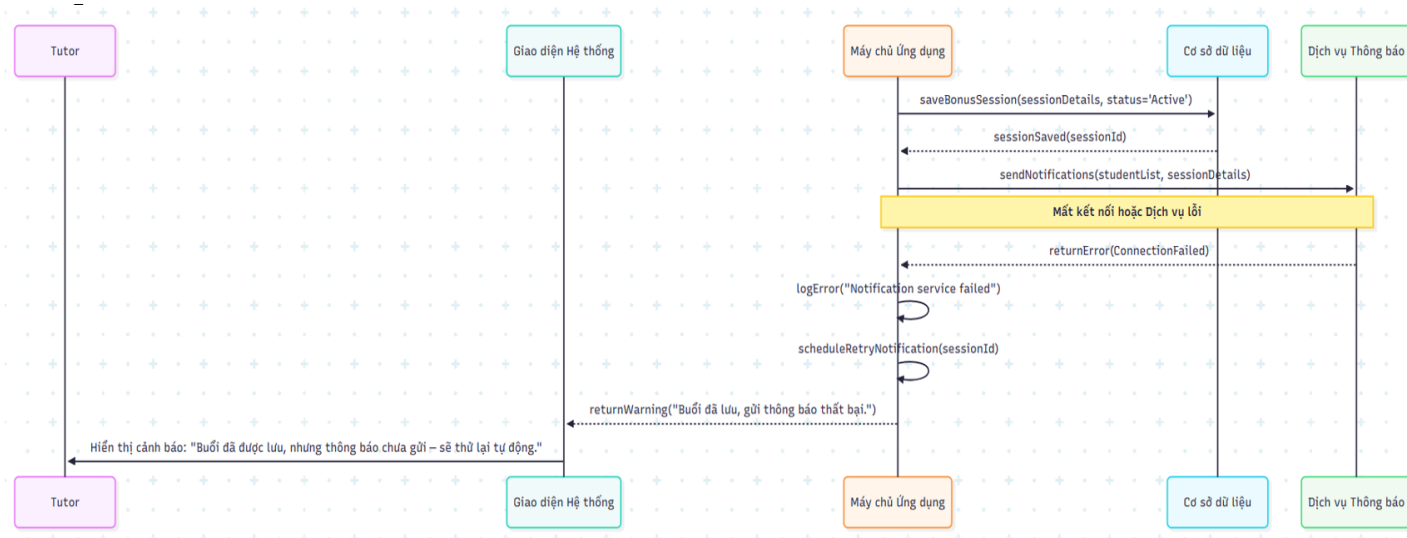 Tutor
Giao diện Hệ thống
Máy chủ Ứng dụng
Cơ sở dữ liệu
Dịch vụ Thông báo
saveBonusSession(sessionDetails, status='Active')
sessionSaved(sessionId)
sendNotifications(studentList, sessionDetails)
Mất kết nối hoặc Dịch vụ lỗi
returnError(ConnectionFailed)
logError("Notification service failed")
scheduleRetryNotification(sessionId)
returnWarning("Buổi đã lưu, gửi thông báo thất bại.")
Hiển thị cảnh báo: "Buổi đã được lưu, nhưng thông báo chưa gửi – sẽ thử lại tự động."
Tutor
Giao diện Hệ thống
Máy chủ Ứng dụng
Cơ sở dữ liệu
Dịch vụ Thông báo